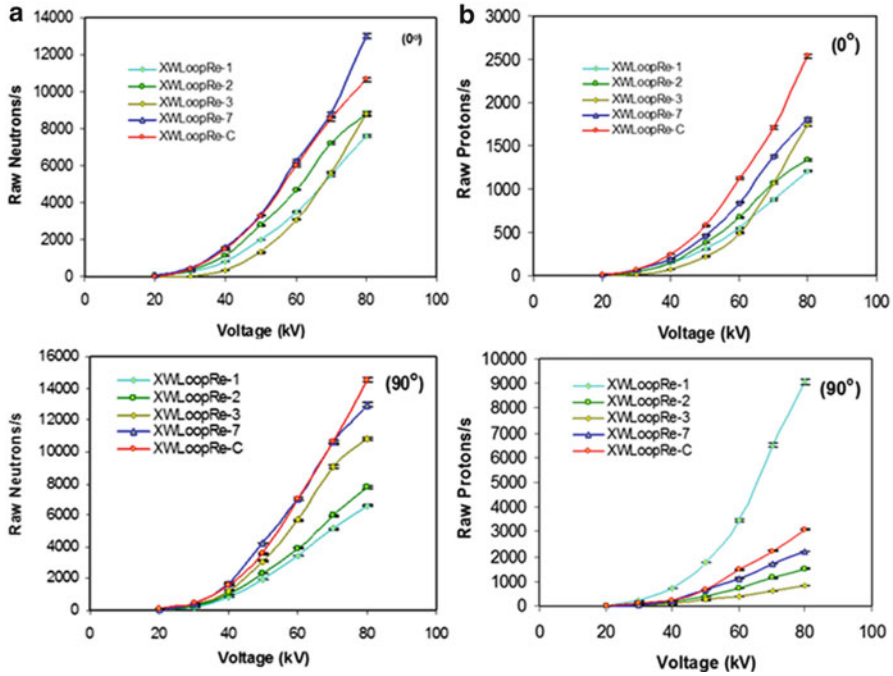 a
14000
12000
10000
8000
6000
4000
2000
0
Raw Neutrons/s
(0º)
XWLoopRe-1
XWLoopRe-2
XWLoopRe-3
XWLoopRe-7
XWLoopRe-C
0 20 40 60 80 100
Voltage (kV)
b
3000
2500
2000
1500
1000
500
0
Raw Protons/s
(0º)
XWLoopRe-1
XWLoopRe-2
XWLoopRe-3
XWLoopRe-7
XWLoopRe-C
0 20 40 60 80 100
Voltage (kV)
16000
14000
12000
10000
8000
6000
4000
2000
0
Raw Neutrons/s
(90º)
XWLoopRe-1
XWLoopRe-2
XWLoopRe-3
XWLoopRe-7
XWLoopRe-C
0 20 40 60 80 100
Voltage (kV)
10000
9000
8000
7000
6000
5000
4000
3000
2000
1000
0
Raw Protons/s
(90º)
XWLoopRe-1
XWLoopRe-2
XWLoopRe-3
XWLoopRe-7
XWLoopRe-C
0 20 40 60 80 100
Voltage (kV)